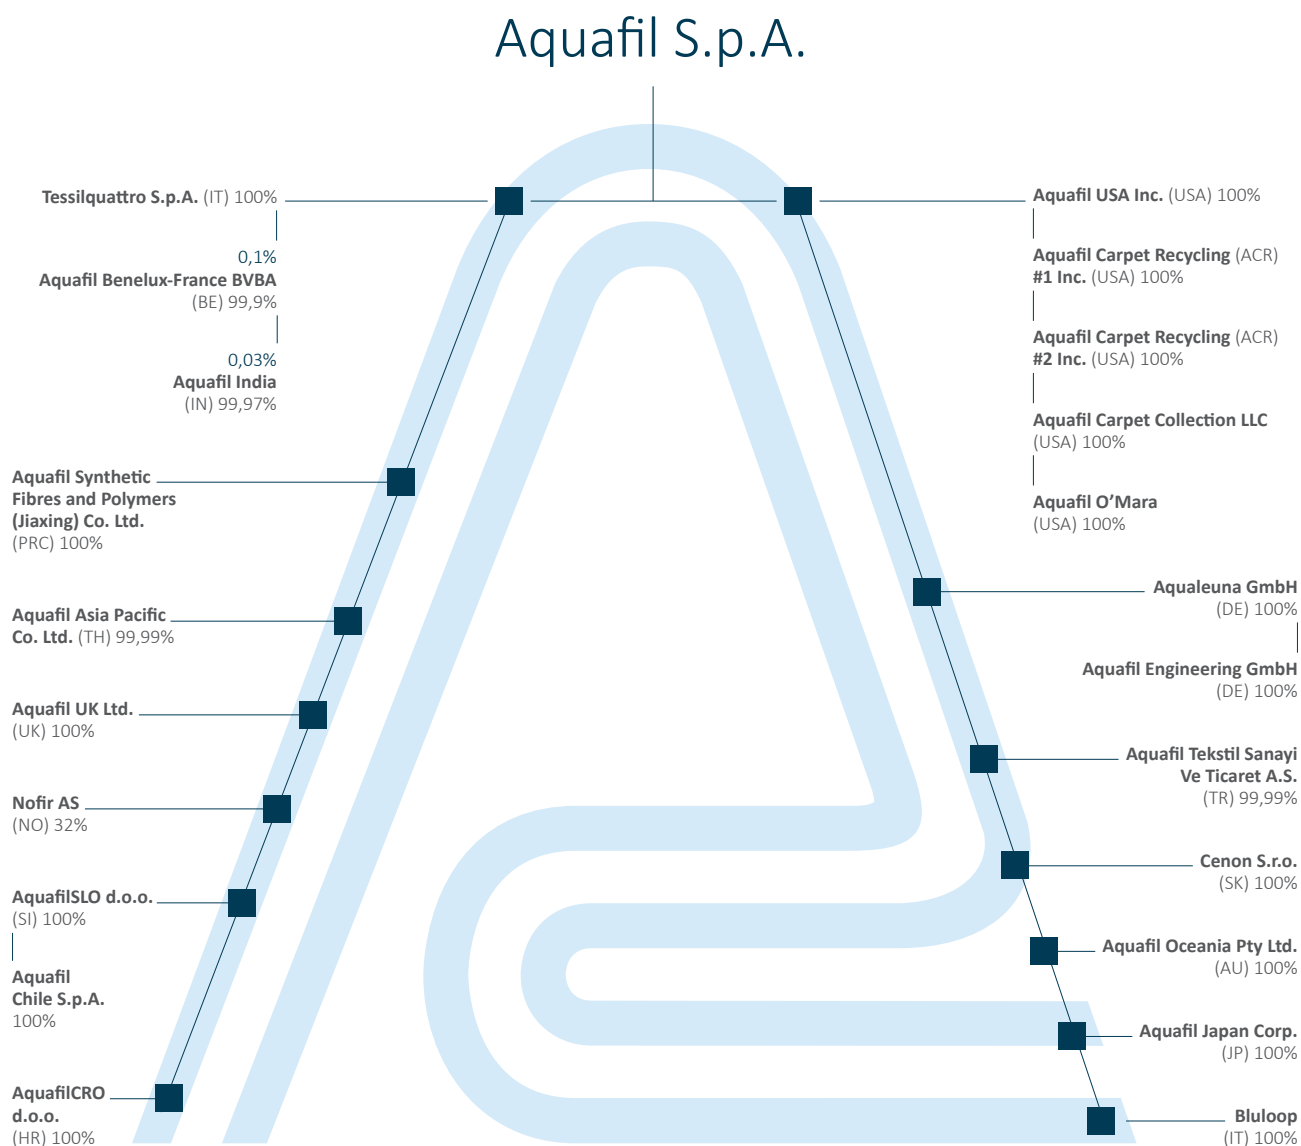 Aquafil S.p.A.
Tessilquattro S.p.A. (IT) 100%
0,1%
Aquafil Benelux-France BVBA
(BE) 99,9%
0,03%
Aquafil India
(IN) 99,97%
Aquafil Synthetic
Fibres and Polymers
(Jiaxing) Co. Ltd.
(PRC) 100%
Aquafil Asia Pacific
Co. Ltd. (TH) 99,99%
Aquafil UK Ltd.
(UK) 100%
Nofir AS
(NO) 32%
AquafilSLO d.o.o.
(SI) 100%
Aquafil
Chile S.p.A.
100%
AquafilCRO
d.o.o.
(HR) 100%
Aquafil USA Inc. (USA) 100%
Aquafil Carpet Recycling (ACR)
#1 Inc. (USA) 100%
Aquafil Carpet Recycling (ACR)
#2 Inc. (USA) 100%
Aquafil Carpet Collection LLC
(USA) 100%
Aquafil O’Mara
(USA) 100%
Aqualeuna GmbH
(DE) 100%
Aquafil Engineering GmbH
(DE) 100%
Aquafil Tekstil Sanayi
Ve Ticaret A.S.
(TR) 99,99%
Cenon S.r.o.
(SK) 100%
Aquafil Oceania Pty Ltd.
(AU) 100%
Aquafil Japan Corp.
(JP) 100%
Bluloop
(IT) 100%